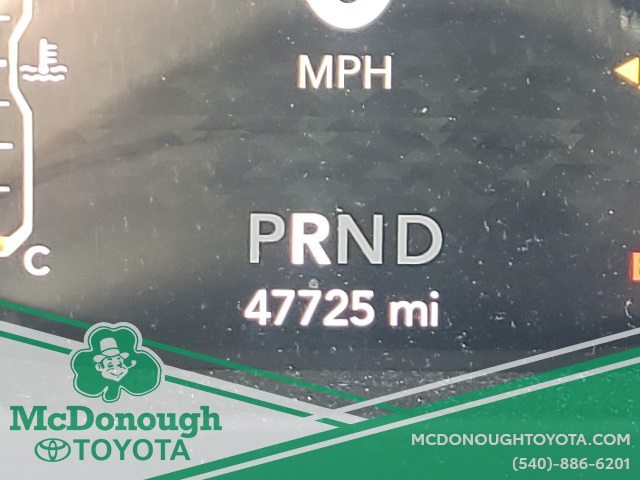 MPH
PRND
C
47725 mi
McDonough
TOYOTA
MCDONOUGHTOYOTA.COM
(540)-886-6201